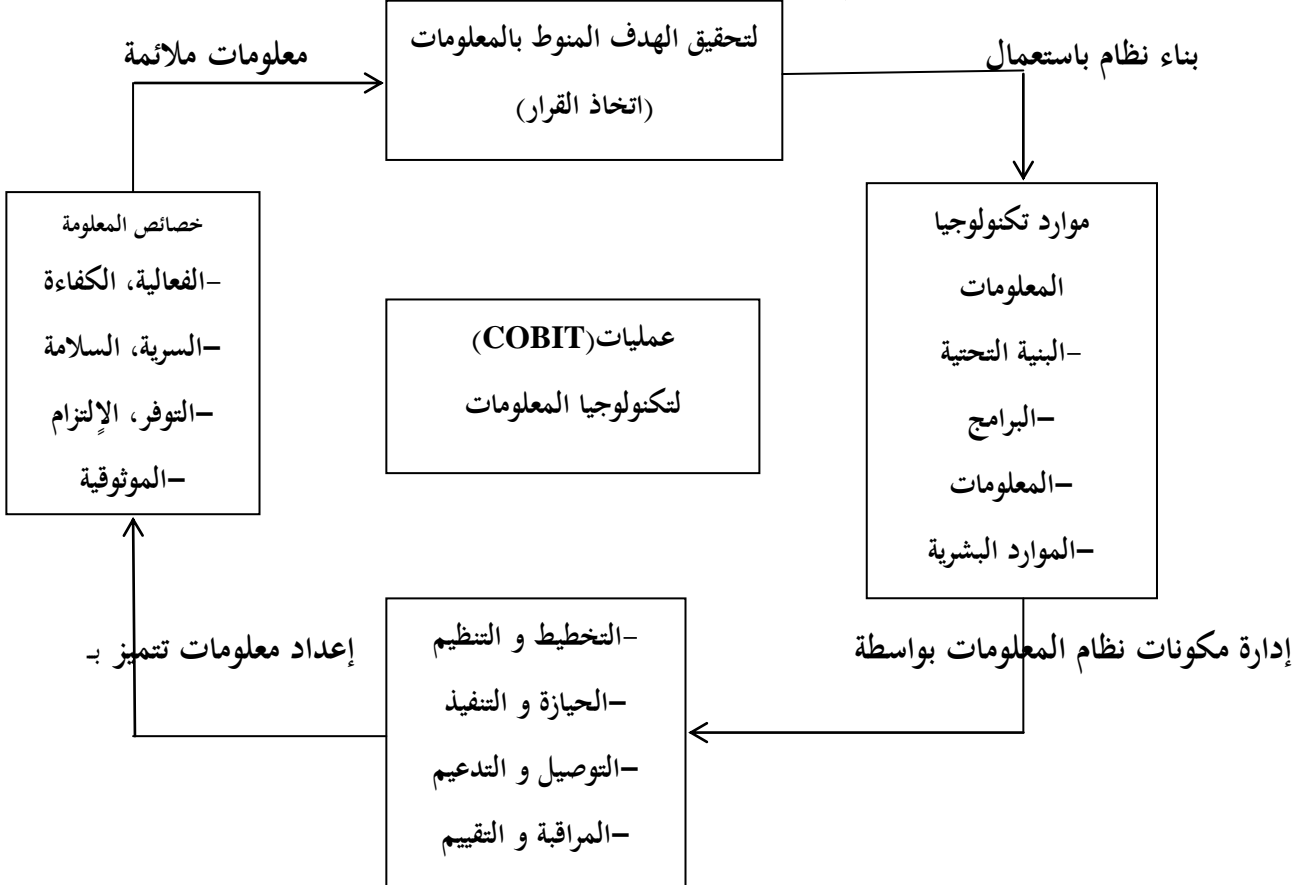 لتحقيق الهدف المنوط بالمعلومات
(اتخاذ القرار)
بناء نظام باستعمال
موارد تكنولوجيا
المعلومات
-البنية التحتية
–البرامج
–المعلومات
–الموارد البشرية
إدارة مكونات نظام المعلومات بواسطة
-التخطيط و التنظيم
–الحيازة و التنفيذ
–التوصيل و التدعيم
–المراقبة و التقييم
إعداد معلومات تتميز بـ
خصائص المعلومة
-الفعالية، الكفاءة
–السرية، السلامة
–التوفر، الإلتزام
–الموثوقية
معلومات ملائمة
عمليات(COBIT)
لتكنولوجيا المعلومات